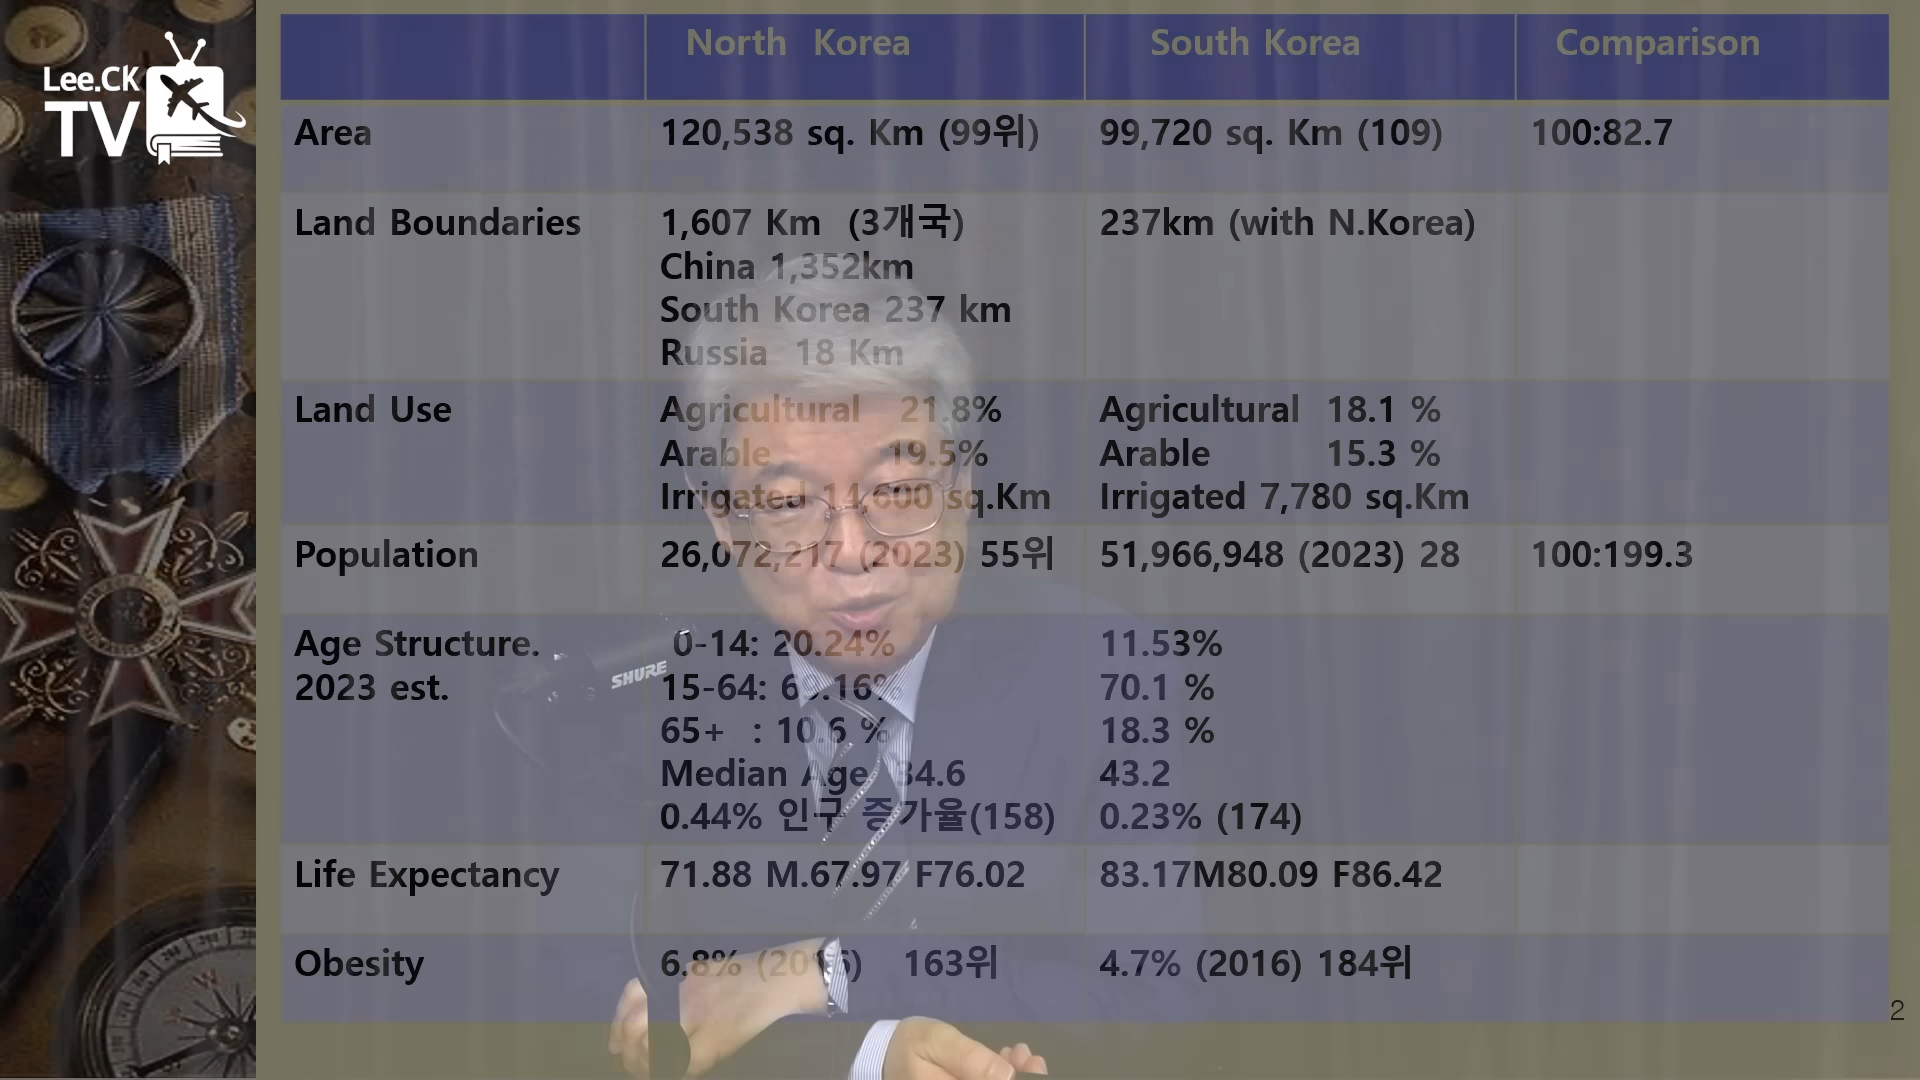 Lee.CK
TV
North Korea South Korea Comparison
Area 120,538 sq. Km (99위) 99,720 sq. Km (109) 100:82.7
Land Boundaries 1,607 Km (3개국) 237km (with N.Korea)
China 1,352km
South Korea 237 km
Russia 18 Km
Land Use Agricultural 21.8% Agricultural 18.1 %
Arable 19.5% Arable 15.3 %
Irrigated 14,600 sq.Km Irrigated 7,780 sq.Km
Population 26,072,217 (2023) 55위 51,966,948 (2023) 28 100:199.3
Age Structure. 0-14: 20.24% 11.53%
2023 est. 15-64: 69.16% 70.1 %
65+ : 10.6 % 18.3 %
Median Age 34.6 43.2
0.44% 인구 증가율(158) 0.23% (174)
Life Expectancy 71.88 M.67.97 F76.02 83.17M80.09 F86.42
Obesity 6.8% (2016) 163위 4.7% (2016) 184위
2
SHURE